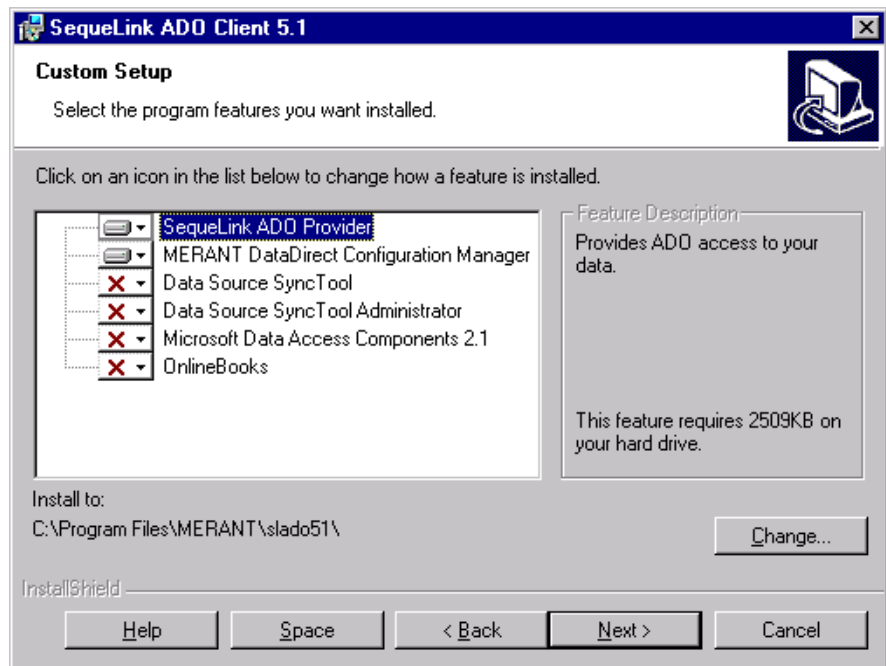 SequeLink ADO Client 5.1
Custom Setup
Select the program features you want installed.
Click on an icon in the list below to change how a feature is installed.
SequeLink ADO Provider
MERANT DataDirect Configuration Manager
Data Source SyncTool
Data Source SyncTool Administrator
Microsoft Data Access Components 2.1
OnlineBooks
Feature Description
Provides ADO access to your
data.
This feature requires 2509KB on
your hard drive.
Install to:
C:\Program Files\MERANT\slado51\
Change...
InstallShield
Help
Space
< Back
Next >
Cancel